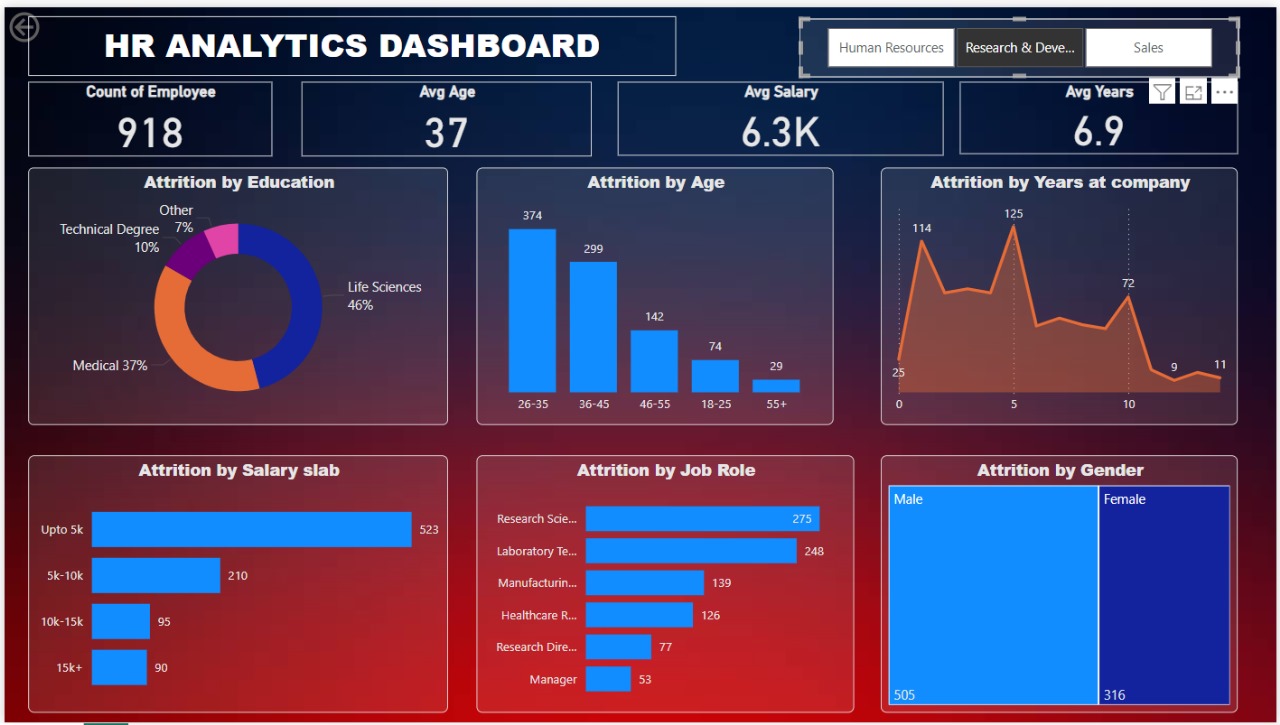 HR ANALYTICS DASHBOARD
Human Resources
Research & Deve...
Sales
Count of Employee
918
Avg Age
37
Avg Salary
6.3K
Avg Years
6.9
Attrition by Education
Other
7%
Technical Degree
10%
Life Sciences
46%
Medical 37%
Attrition by Age
374
299
142
74
29
26-35
36-45
46-55
18-25
55+
Attrition by Years at company
125
114
72
25
9
11
0
5
10
Attrition by Salary slab
Upto 5k
523
5k-10k
210
10k-15k
95
15k+
90
Attrition by Job Role
Research Scie...
275
Laboratory Te...
248
Manufacturin...
139
Healthcare R...
126
Research Dire...
77
Manager
53
Attrition by Gender
Male
Female
505
316